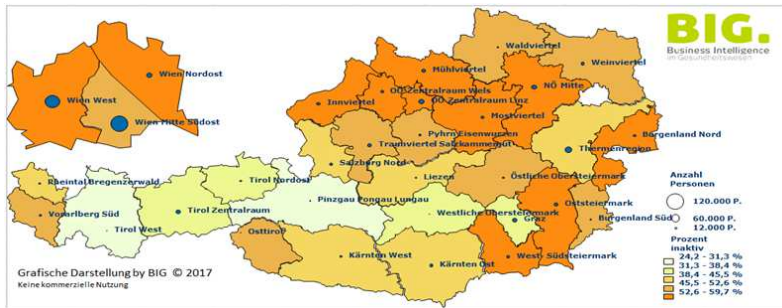 BIG.
Business Intelligence
im Gesundheitswesen
Waldviertel
Weinviertel
Wien Nordost
Mühlviertel
OÖ Zentralraum Wels
NÖ Mitte
Wien West
Innviertel
OÖ Zentralraum Linz
Mostviertel
Wien Mitte Südost
Pyhrn Eisenwurzen
Burgenland Nord
Traunviertel Salzkammergut
Thermenregion
Salzburg Nord
Rheintal Bregenzerwald
Tirol Nordost
Liezen
Östliche Obersteiermark
Pinzgau Pongau Lungau
Vorarlberg Süd
Tirol Zentralraum
Westliche Obersteiermark
Oststeiermark
Graz
Burgenland Süd
Tirol West
Osttirol
Kärnten West
West- Südsteiermark
Kärnten Ost
Anzahl
Personen
120.000 P.
60.000 P.
12.000 P.
Prozent
inaktiv
24,2 - 31,3 %
31,3 - 38,4 %
38,4 - 45,5 %
45,5 - 52,6 %
52,6 - 59,7 %
Grafische Darstellung by BIG © 2017
Keine kommerzielle Nutzung